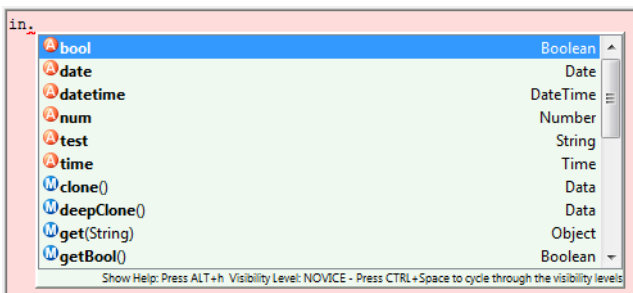 in.
A bool Boolean
A date Date
A datetime DateTime
A num Number
A test String
A time Time
M clone() Data
M deepClone() Data
M get(String) Object
M getBool() Boolean
Show Help: Press ALT+h Visibility Level: NOVICE - Press CTRL+Space to cycle through the visibility levels